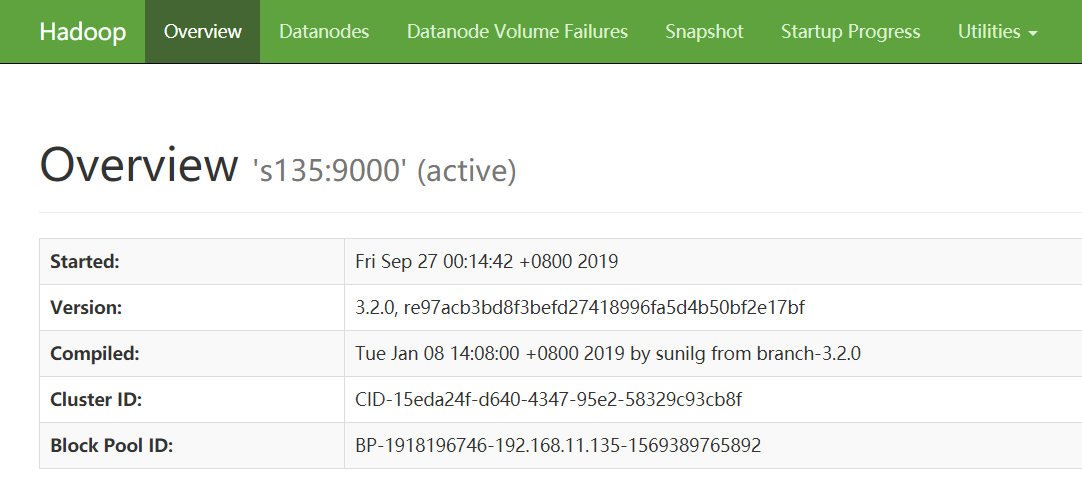 Hadoop Overview Datanodes Datanode Volume Failures Snapshot Startup Progress Utilities
Overview 's135:9000' (active)
Started: Fri Sep 27 00:14:42 +0800 2019
Version: 3.2.0, re97acb3bd8f3befd27418996fa5d4b50bf2e17bf
Compiled: Tue Jan 08 14:08:00 +0800 2019 by sunilg from branch-3.2.0
Cluster ID: CID-15eda24f-d640-4347-95e2-58329c93cb8f
Block Pool ID: BP-1918196746-192.168.11.135-1569389765892